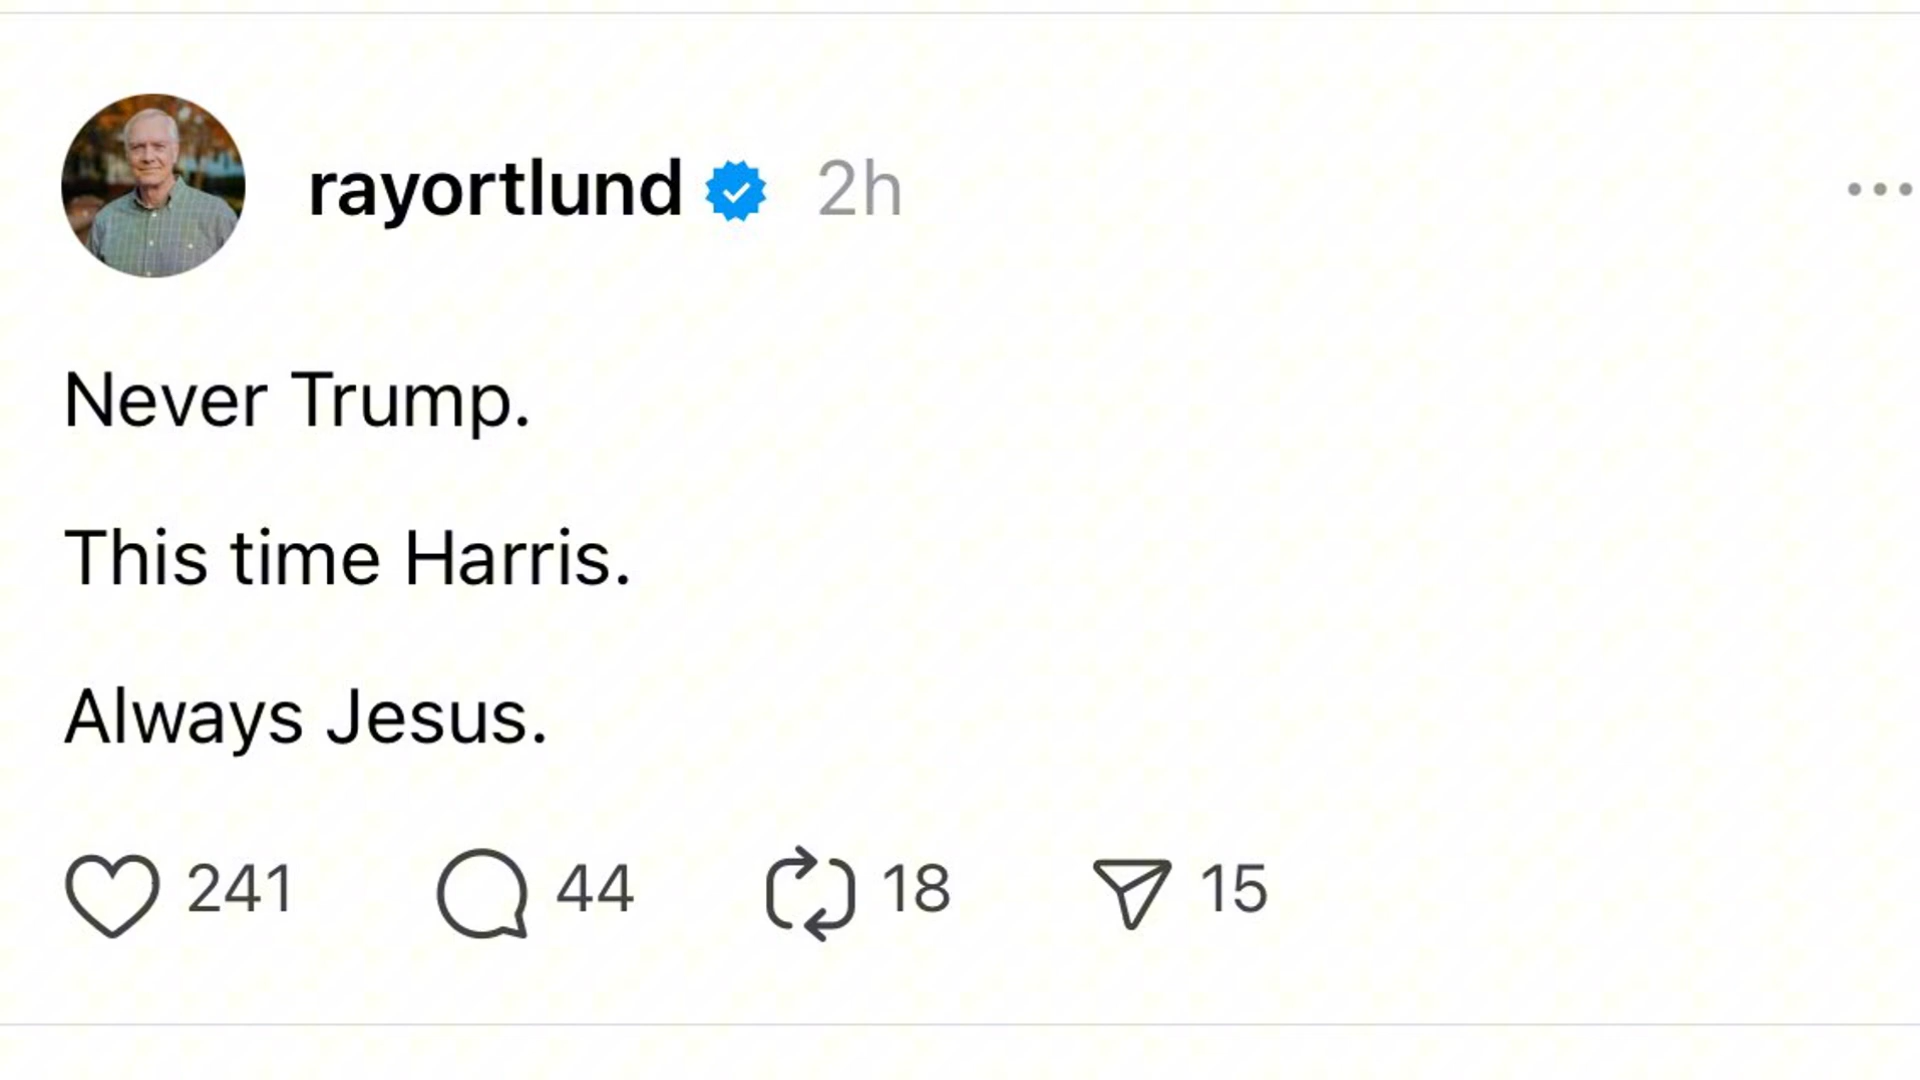 rayortlund 2h
Never Trump.
This time Harris.
Always Jesus.
241 44 18 15